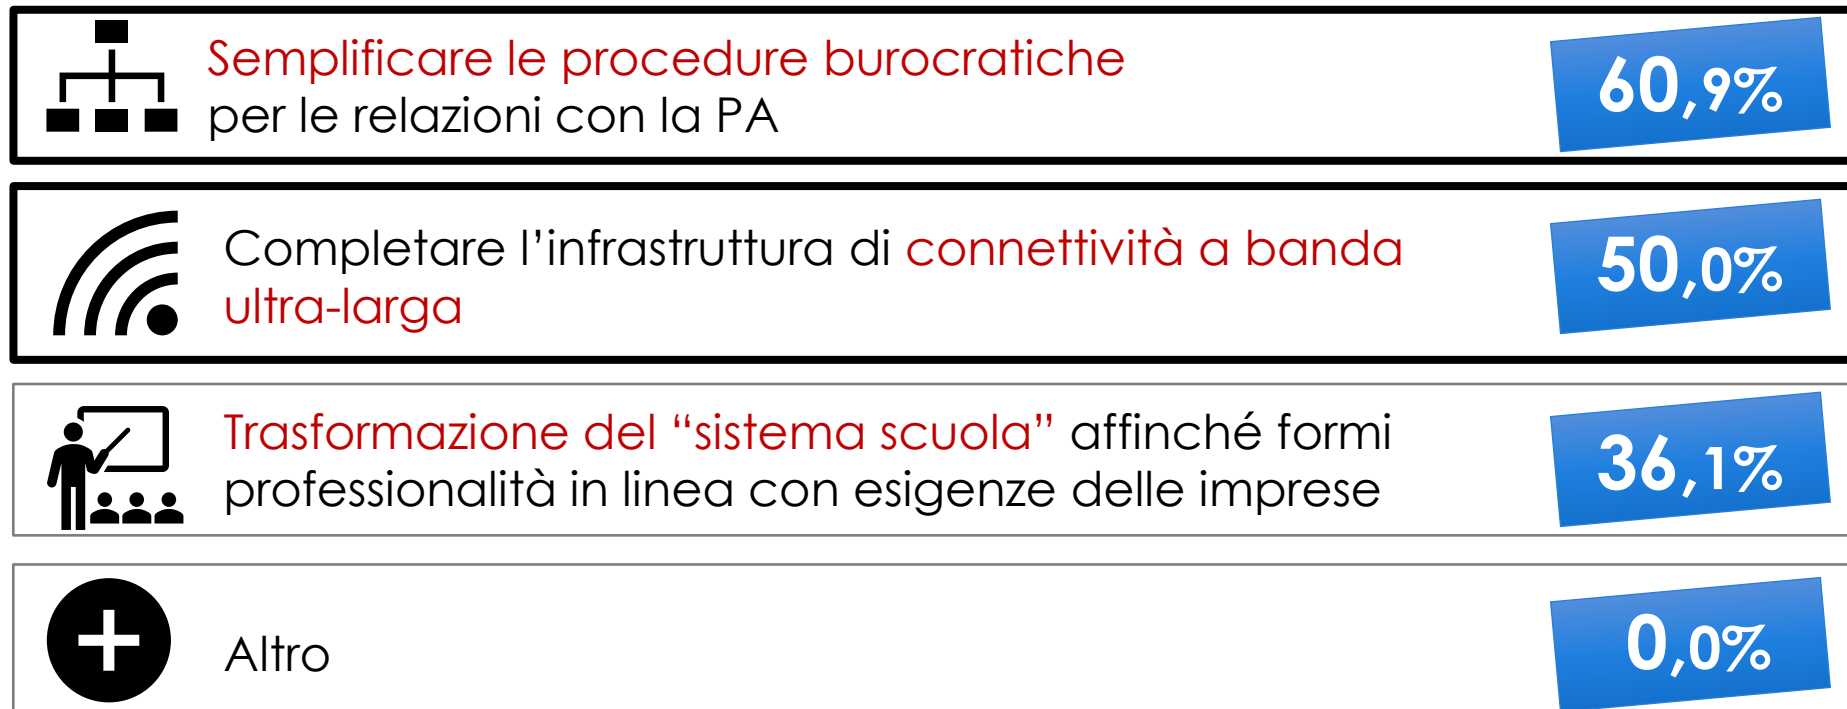 Semplificare le procedure burocratiche
per le relazioni con la PA
60,9%
Completare l’infrastruttura di connettività a banda
ultra-larga
50,0%
Trasformazione del “sistema scuola” affinché formi
professionalità in linea con esigenze delle imprese
36,1%
Altro
0,0%